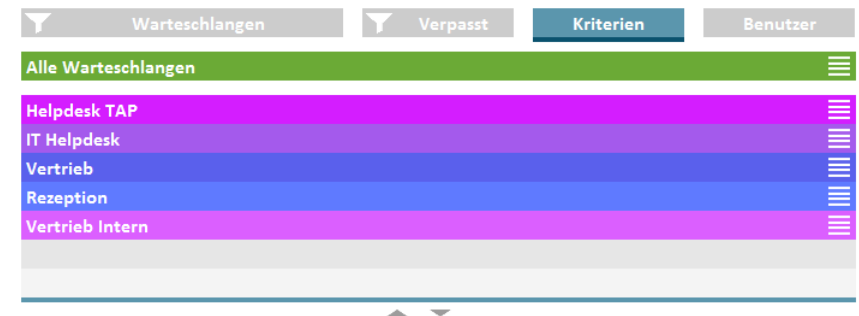 Warteschlangen Verpasst Kriterien Benutzer
Alle Warteschlangen
Helpdesk TAP
IT Helpdesk
Vertrieb
Rezeption
Vertrieb Intern